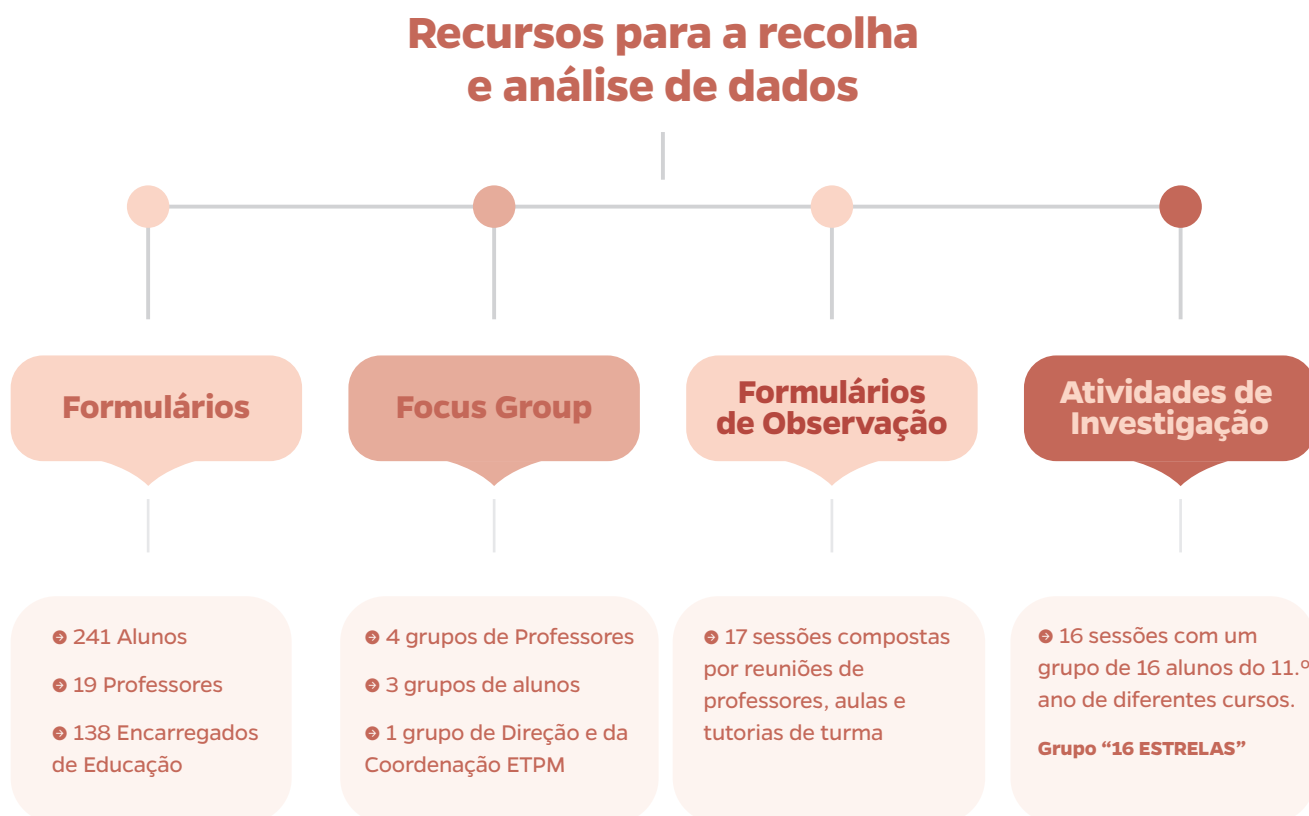 Recursos para a recolha
e análise de dados
Formulários
Focus Group
Formulários
de Observação
Atividades de
Investigação
241 Alunos
19 Professores
138 Encarregados
de Educação
4 grupos de Professores
3 grupos de alunos
1 grupo de Direção e da
Coordenação ETPM
17 sessões compostas
por reuniões de
professores, aulas e
tutorias de turma
16 sessões com um
grupo de 16 alunos do 11.º
ano de diferentes cursos.
Grupo “16 ESTRELAS”